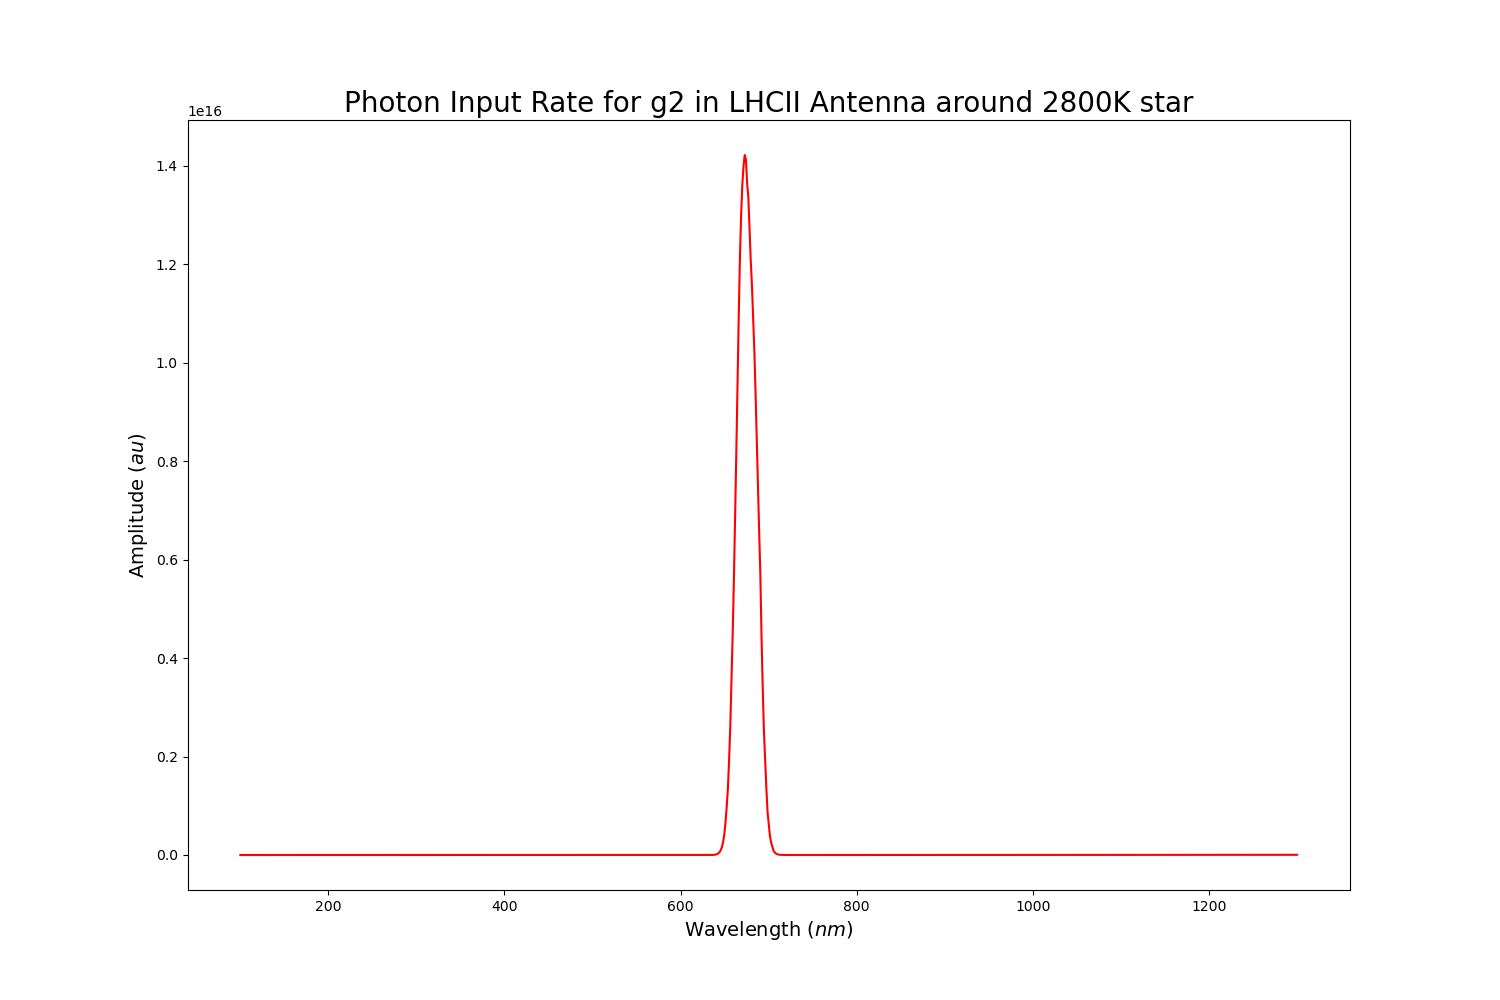 Photon Input Rate for g2 in LHCII Antenna around 2800K star
1e16
1.4
1.2
1.0
0.8
0.6
0.4
0.2
0.0
Amplitude (au)
200 400 600 800 1000 1200
Wavelength (nm)